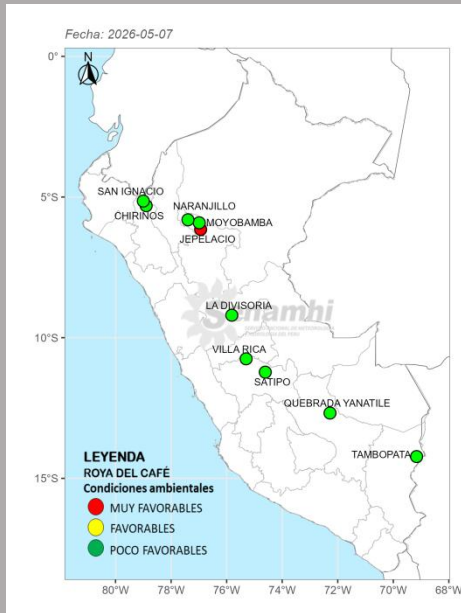 Fecha: 2026-05-07
N
0°
5°S
10°S
15°S
SAN IGNACIO
CHIRINOS
NARANJILLO
MOYOBAMBA
JEPELACIO
LA DIVISORIA
Senamhi
VILLA RICA
SATIPO
QUEBRADA YANATILE
TAMBOPATA
LEYENDA
ROYA DEL CAFÉ
Condiciones ambientales
MUY FAVORABLES
FAVORABLES
POCO FAVORABLES
80°W 78°W 76°W 74°W 72°W 70°W 68°W